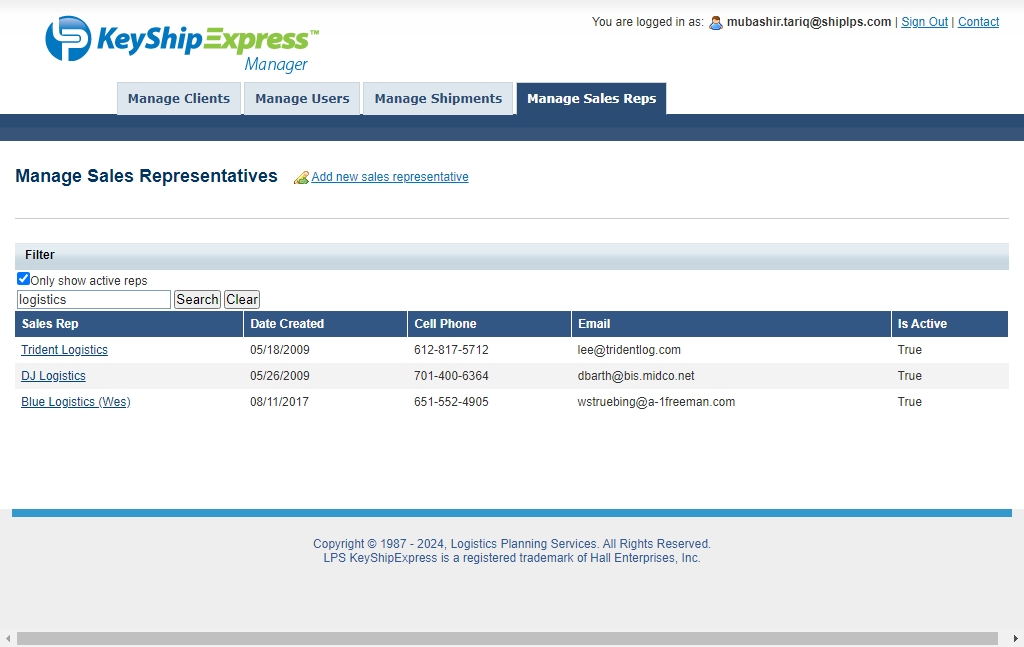 KeyShipExpress™
Manager
You are logged in as: mubashir.tariq@shiplps.com | Sign Out | Contact
Manage Clients Manage Users Manage Shipments Manage Sales Reps
Manage Sales Representatives Add new sales representative
Filter
Only show active reps
logistics Search Clear
Sales Rep Date Created Cell Phone Email Is Active
Trident Logistics 05/18/2009 612-817-5712 lee@tridentlog.com True
DJ Logistics 05/26/2009 701-400-6364 dbarth@bis.midco.net True
Blue Logistics (Wes) 08/11/2017 651-552-4905 wstruebing@a-1freeman.com True
Copyright © 1987 - 2024, Logistics Planning Services. All Rights Reserved.
LPS KeyShipExpress is a registered trademark of Hall Enterprises, Inc.